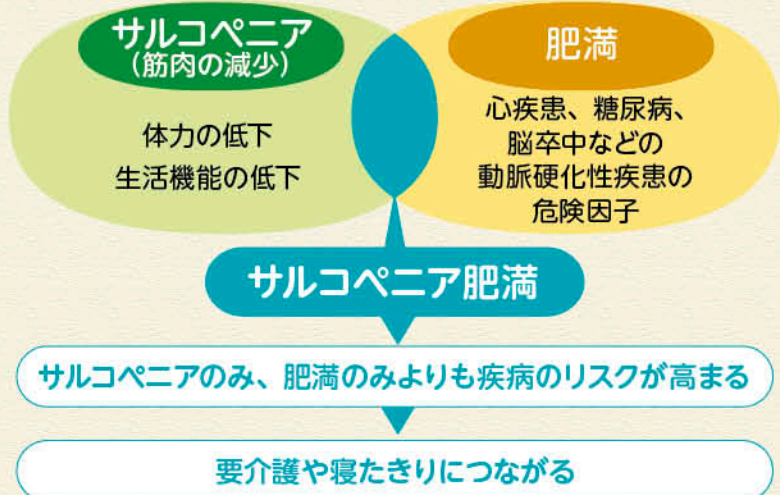 サルコペニア
（筋肉の減少）
体力の低下
生活機能の低下
肥満
心疾患、糖尿病、
脳卒中などの
動脈硬化性疾患の
危険因子
サルコペニア肥満
サルコペニアのみ、肥満のみよりも疾病のリスクが高まる
要介護や寝たきりにつながる